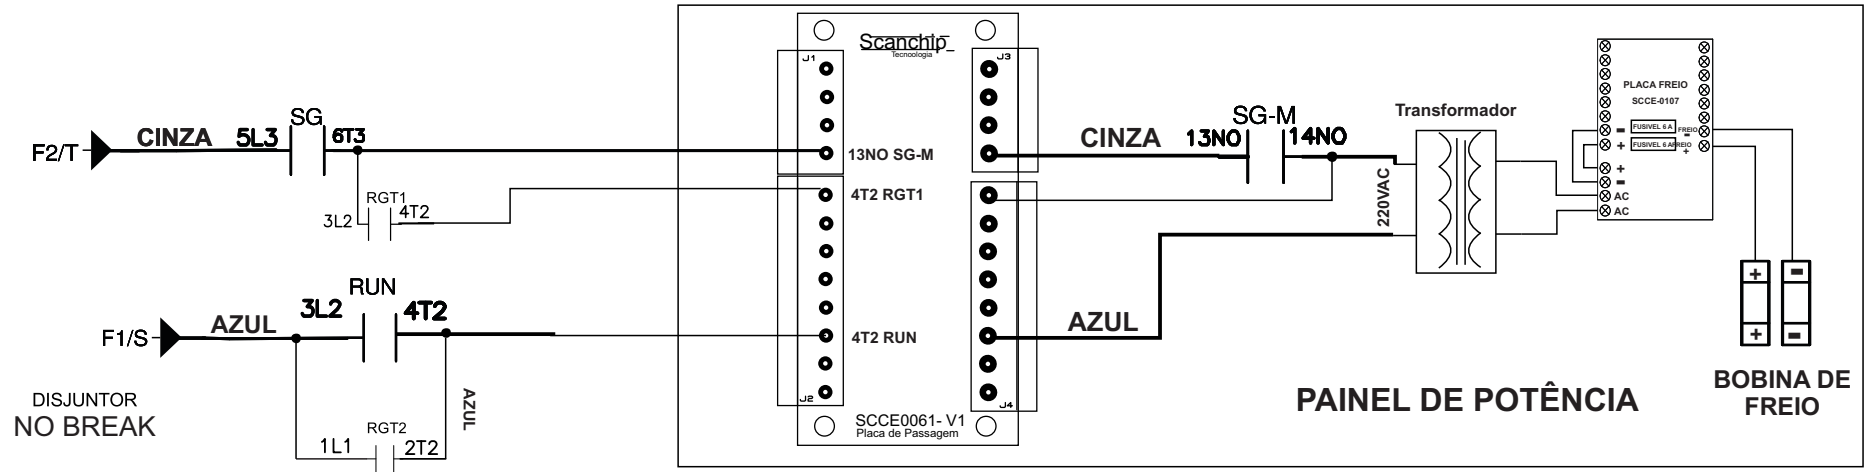 Scanchip
Tecnologia
J1
J3
SG
CINZA
5L3
6T3
F2/T
13NO SG-M
RGT1
3L2
4T2
4T2 RGT1
RUN
3L2
4T2
AZUL
F1/S
4T2 RUN
DISJUNTOR
NO BREAK
AZUL
RGT2
1L1
2T2
J2
J4
SCCE0061- V1
Placa de Passagem
CINZA
SG-M
13NO
14NO
220VAC
AZUL
Transformador
PLACA FREIO
SCCE-0107
- FUSIVEL 6 A FREIO -
+ FUSIVEL 6 A FREIO +
+
-
AC
AC
+ -
+ -
BOBINA DE
FREIO
PAINEL DE POTÊNCIA